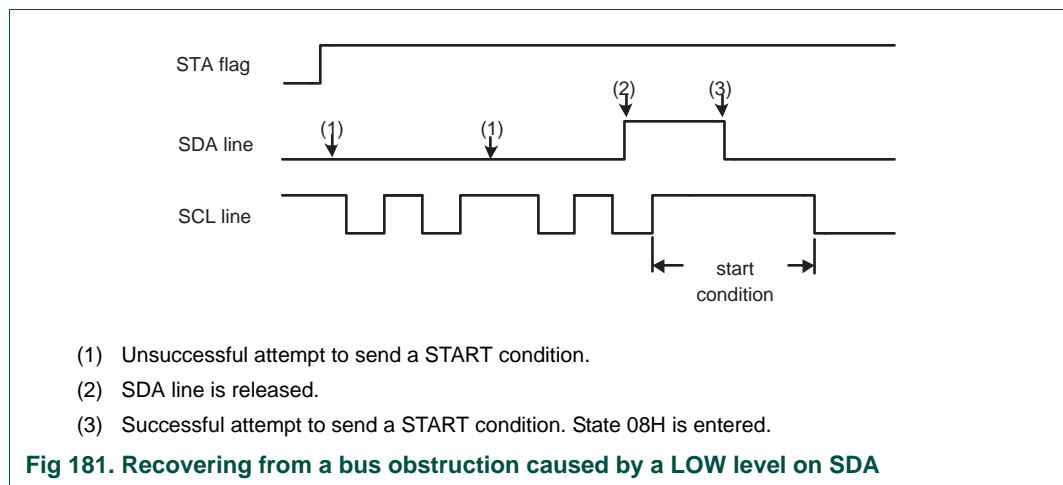 STA flag
(2) (3)
(1) (1)
SDA line
SCL line
start
condition
(1) Unsuccessful attempt to send a START condition.
(2) SDA line is released.
(3) Successful attempt to send a START condition. State 08H is entered.
Fig 181. Recovering from a bus obstruction caused by a LOW level on SDA